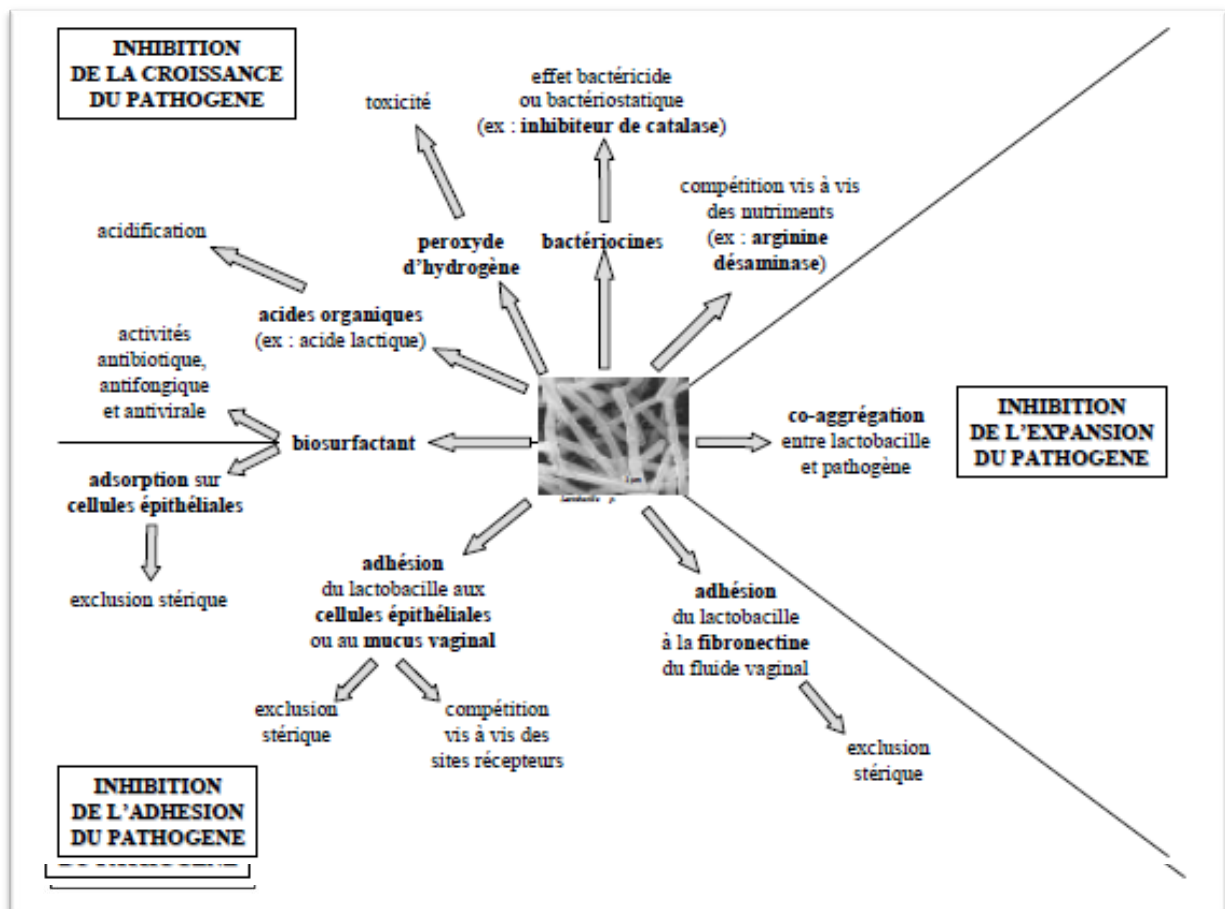 INHIBITION
DE LA CROISSANCE
DU PATHOGENE
toxicité
effet bactéricide
ou bactériostatique
(ex : inhibiteur de catalase)
compétition vis à vis
des nutriments
(ex : arginine
désaminase)
acidification
peroxyde
d’hydrogène
bactériocines
acides organiques
(ex : acide lactique)
activités
antibiotique,
antifongique
et antivirale
biosurfactant
co-aggrégation
entre lactobacille
et pathogène
INHIBITION
DE L’EXPANSION
DU PATHOGENE
adsorption sur
cellules épithéliales
exclusion stérique
adhésion
du lactobacille aux
cellules épithéliales
ou au mucus vaginal
exclusion
stérique
compétition
vis à vis des
sites récepteurs
adhésion
du lactobacille
à la fibronectine
du fluide vaginal
exclusion
stérique
INHIBITION
DE L’ADHESION
DU PATHOGENE
DU PATHOGENE